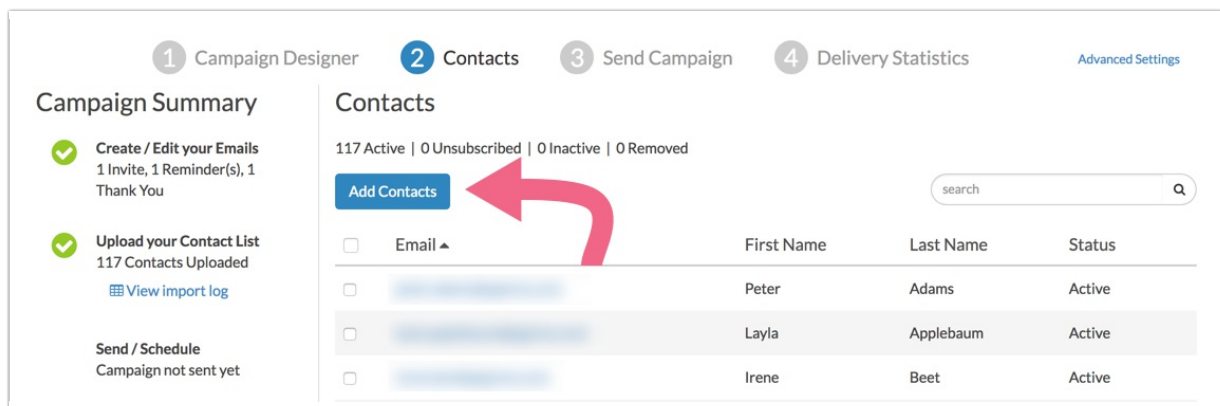 1 Campaign Designer 2 Contacts 3 Send Campaign 4 Delivery Statistics Advanced Settings
Campaign Summary
Create / Edit your Emails
1 Invite, 1 Reminder(s), 1
Thank You
Upload your Contact List
117 Contacts Uploaded
View import log
Send / Schedule
Campaign not sent yet
Contacts
117 Active | 0 Unsubscribed | 0 Inactive | 0 Removed
Add Contacts
search
Email First Name Last Name Status
Peter Adams Active
Layla Applebaum Active
Irene Beet Active